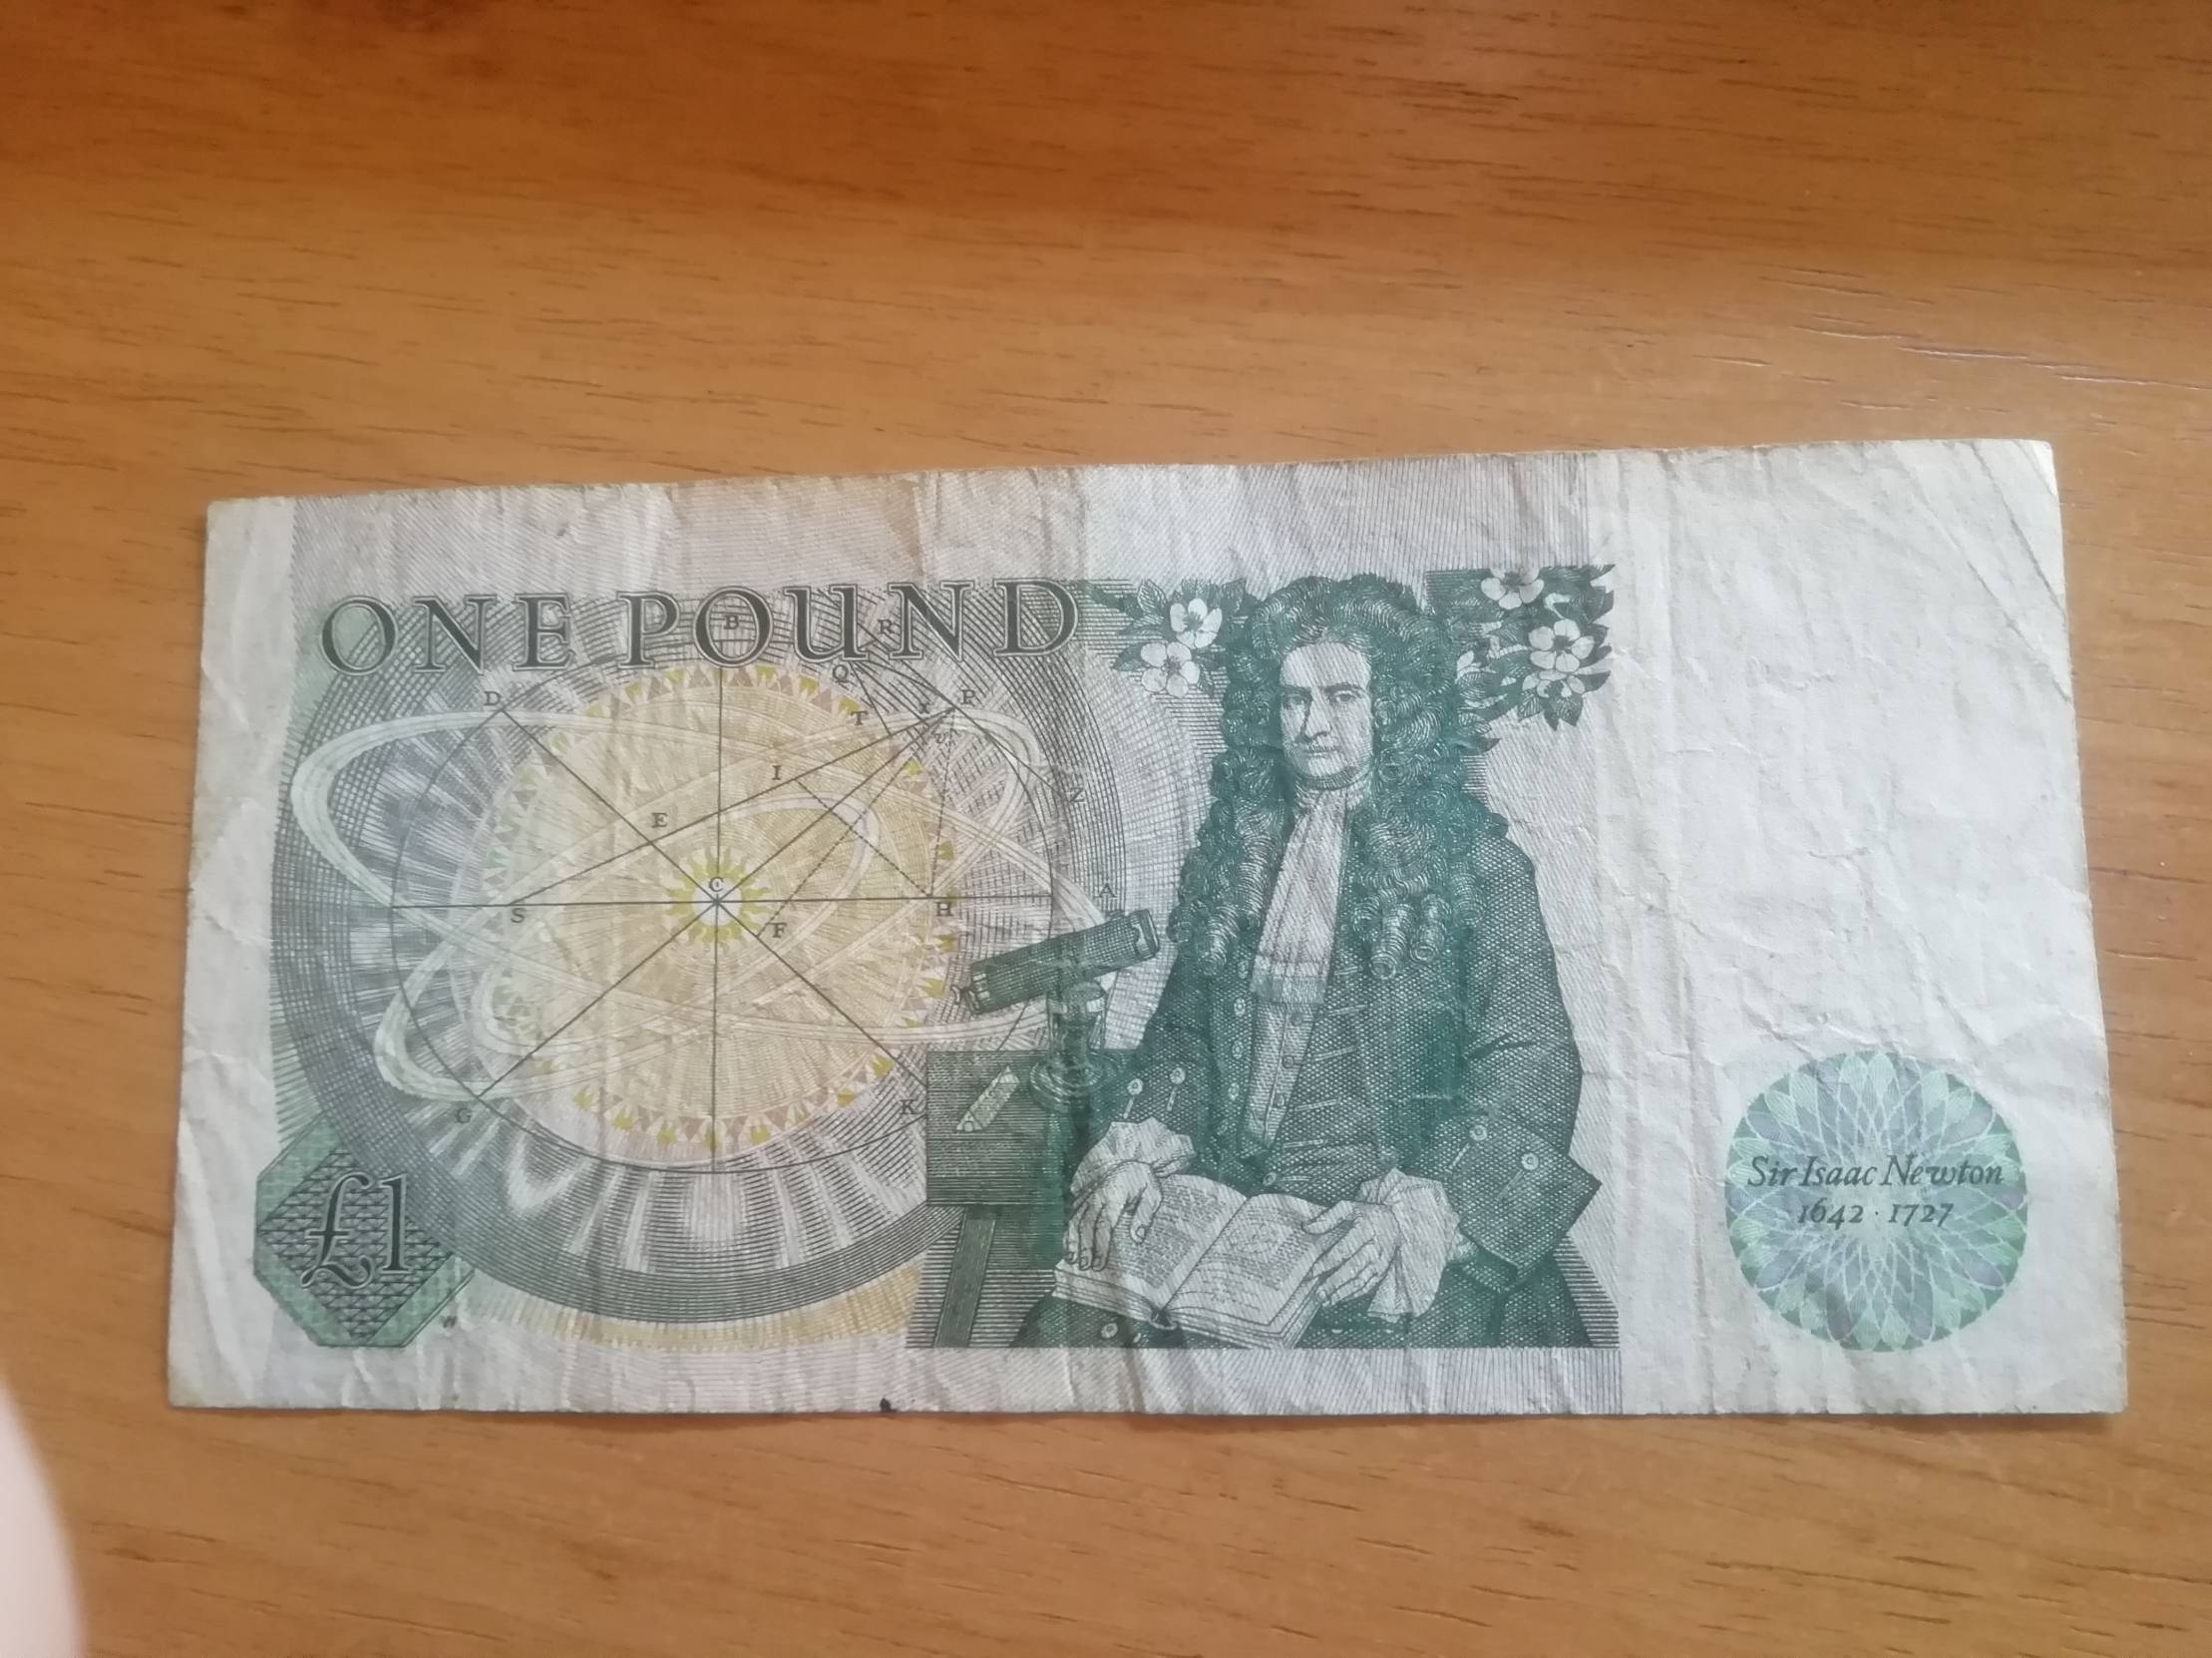 ONE POUND
B
R
Q
D
P
T
I
Z
E
C
S
H
A
F
G
K
£1
W
Sir Isaac Newton
1642 · 1727